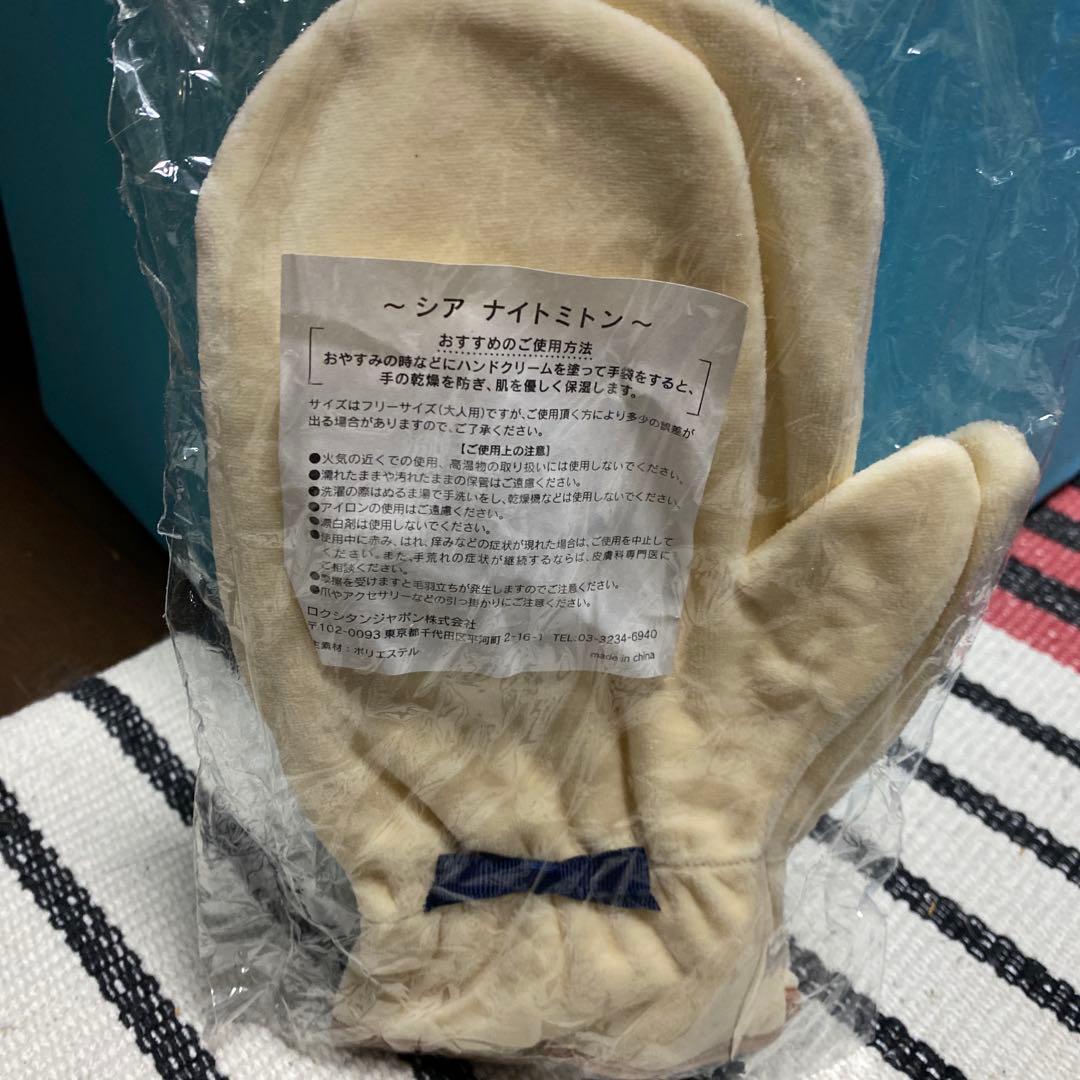 ～シア ナイトミトン～
おすすめのご使用方法
おやすみの時などにハンドクリームを塗って手袋をすると、
手の乾燥を防ぎ、肌を優しく保湿します。
サイズはフリーサイズ(大人用)ですが、ご使用頂く方により多少の誤差が
出る場合がありますので、ご了承ください。
【ご使用上の注意】
●火気の近くでの使用、高温物の取り扱いには使用しないでください。
●濡れたままや汚れたままの保管はご遠慮ください。
●洗濯の際はぬるま湯で手洗いをし、乾燥機などは使用しないでください。
●アイロンの使用はご遠慮ください。
●漂白剤は使用しないでください。
●使用中に赤み、はれ、痒みなどの症状が現れた場合は、ご使用を中止して
ください。また、手荒れの症状が継続するならば、皮膚科専門医に
ご相談ください。
●摩擦を受けますと毛羽立ちが発生しますのでご注意ください。
●爪やアクセサリーなどの引っ掛かりにご注意ください。
ロクシタンジャポン株式会社
〒102-0093 東京都千代田区平河町2-16-1 TEL:03-3234-6940
主素材：ポリエステル
made in china